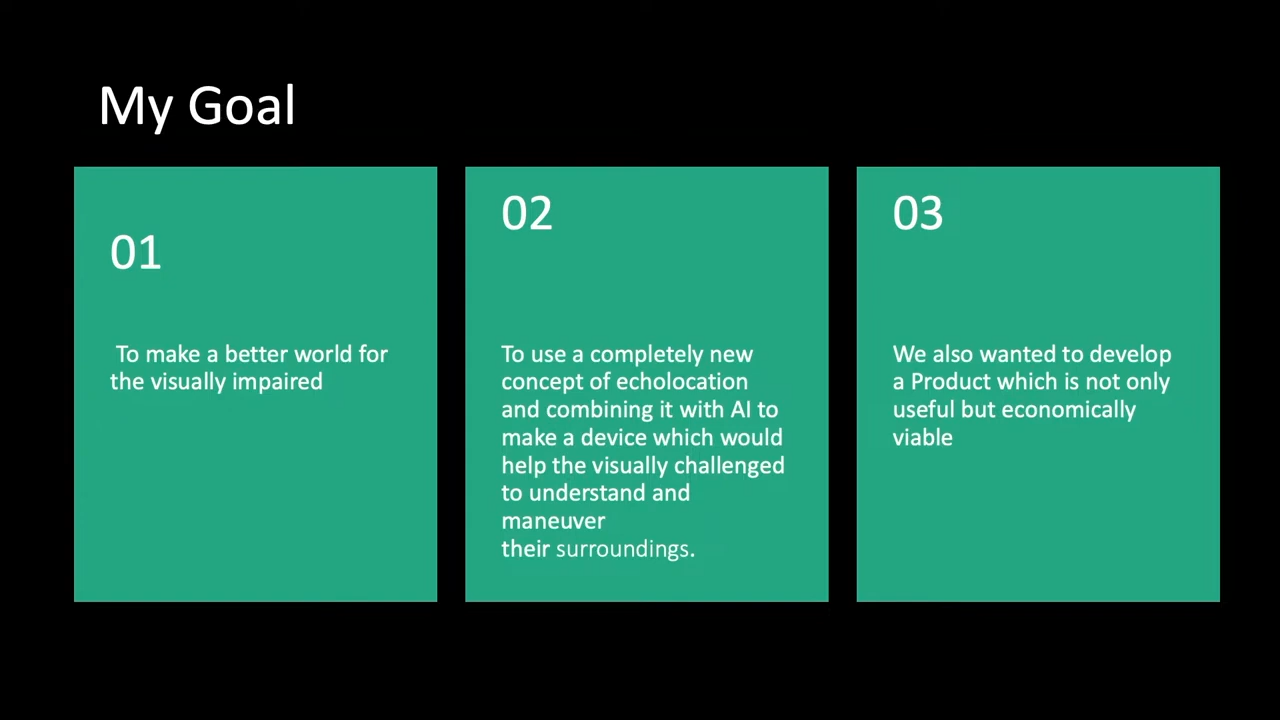 My Goal
01
To make a better world for
the visually impaired
02
To use a completely new
concept of echolocation
and combining it with AI to
make a device which would
help the visually challenged
to understand and
maneuver
their surroundings.
03
We also wanted to develop
a Product which is not only
useful but economically
viable